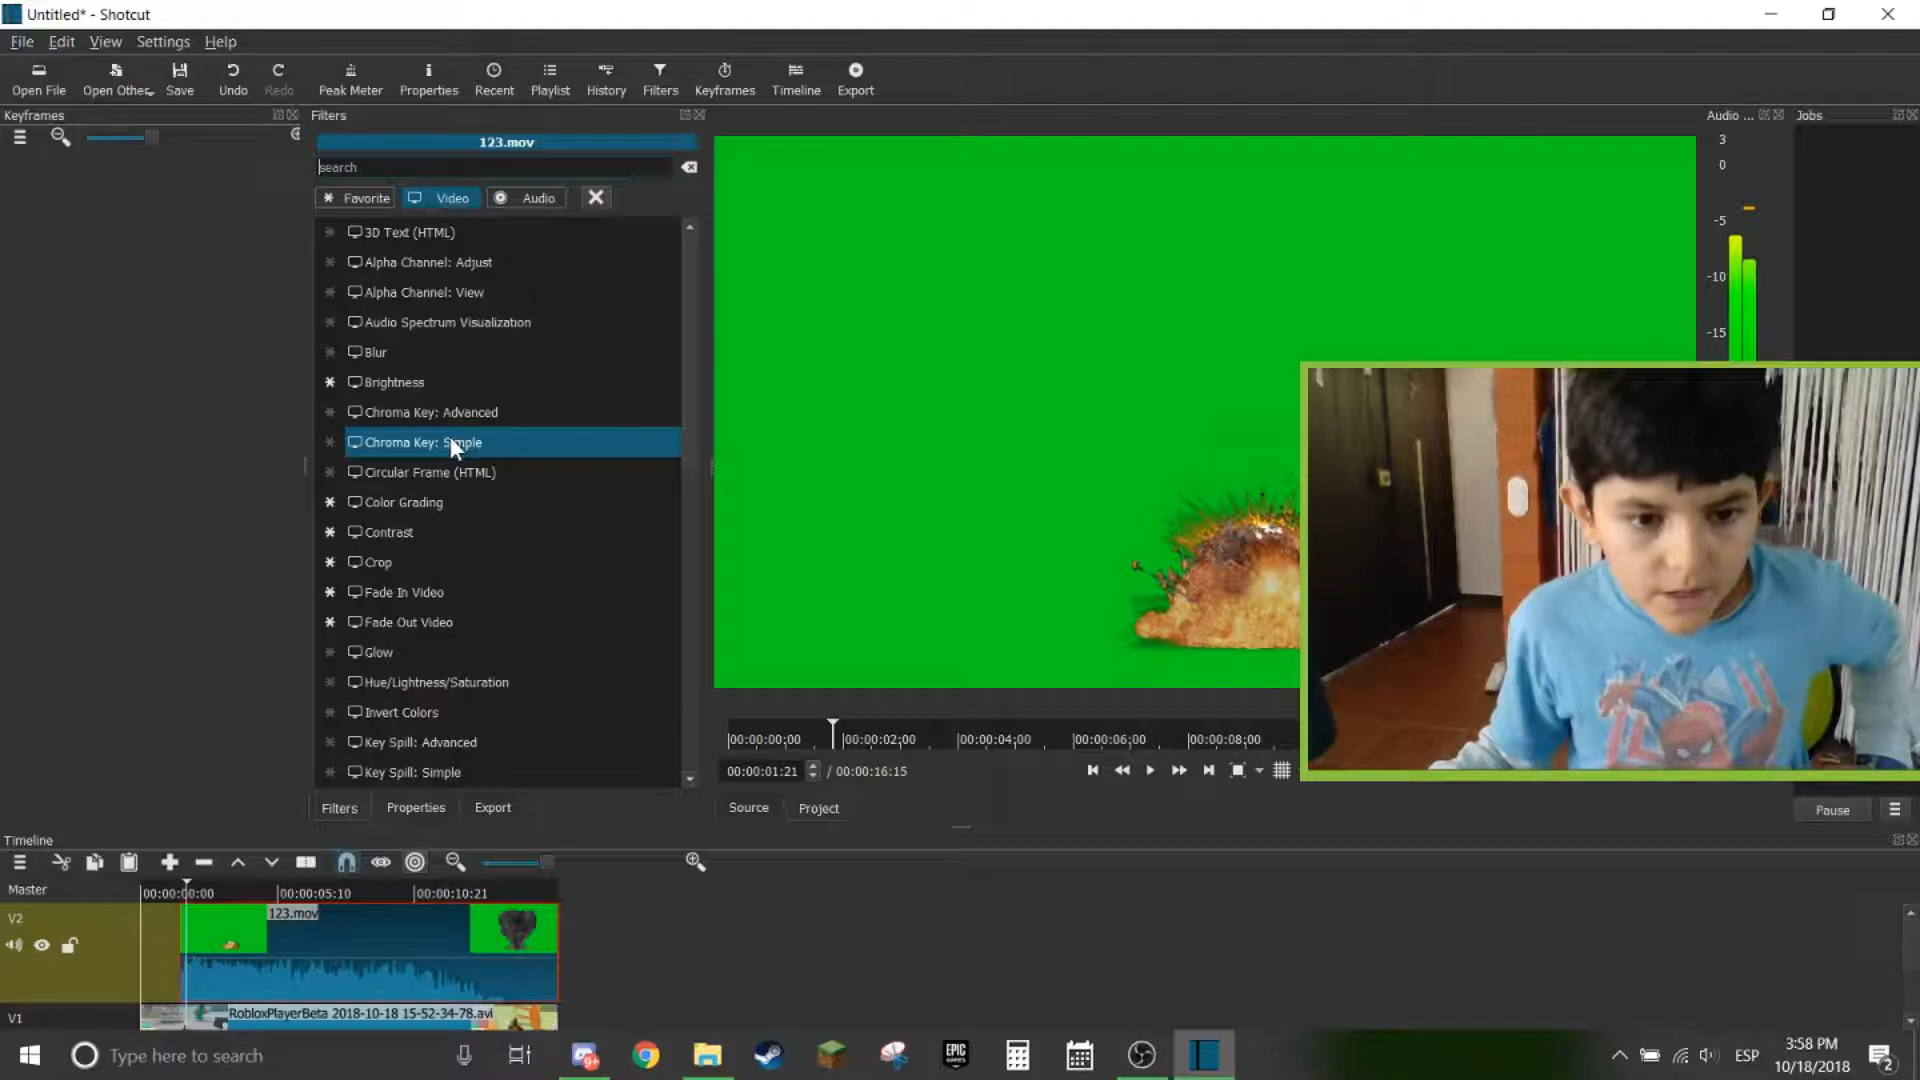 Untitled* - Shotcut
File Edit View Settings Help
Open File Open Other... Save Undo Redo Peak Meter Properties Recent Playlist History Filters Keyframes Timeline Export
Keyframes
Filters
Audio ...
Jobs
123.mov
search
Favorite Video Audio
3D Text (HTML)
Alpha Channel: Adjust
Alpha Channel: View
Audio Spectrum Visualization
Blur
Brightness
Chroma Key: Advanced
Chroma Key: Simple
Circular Frame (HTML)
Color Grading
Contrast
Crop
Fade In Video
Fade Out Video
Glow
Hue/Lightness/Saturation
Invert Colors
Key Spill: Advanced
Key Spill: Simple
Filters Properties Export
3
0
-5
-10
-15
00:00:00;00 00:00:02;00 00:00:04;00 00:00:06;00 00:00:08;00
00:00:01:21 / 00:00:16:15
Source Project
Pause
Timeline
Master
00:00:00:00 00:00:05:10 00:00:10:21
V2
123.mov
V1
RobloxPlayerBeta 2018-10-18 15-52-34-78.avi
Type here to search
9+
EPIC GAMES
ESP
3:58 PM
10/18/2018
2